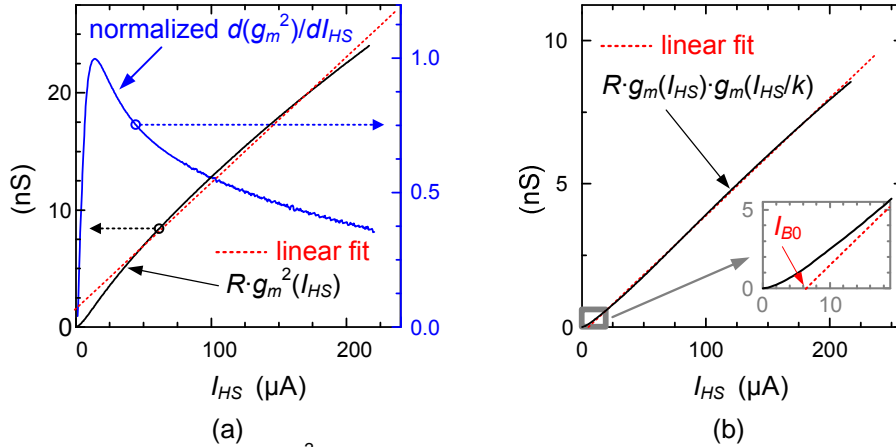 normalized d(gm²)/dIHS
(nS)
20
10
0
1.0
0.5
0.0
linear fit
R·gm²(IHS)
0
100
200
IHS (μA)
(a)
(nS)
10
5
0
linear fit
R·gm(IHS)·gm(IHS/k)
5
0
IB0
0
10
0
100
200
IHS (μA)
(b)
2